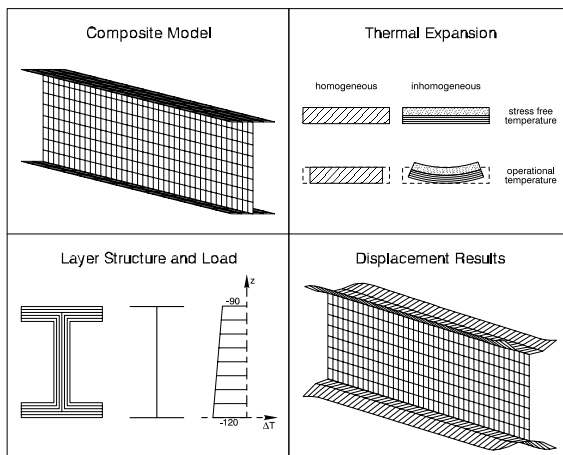 Composite Model
Thermal Expansion
homogeneous
inhomogeneous
stress free
temperature
operational
temperature
Layer Structure and Load
z
-90
-120
ΔT
Displacement Results